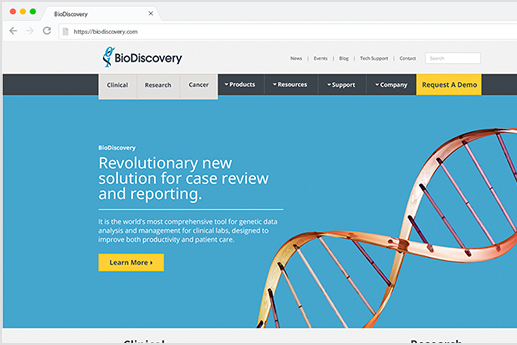 BioDiscovery
https://biodiscovery.com
BioDiscovery
News | Events | Blog | Tech Support | Contact
Search
Clinical Research Cancer Products Resources Support Company Request A Demo
BioDiscovery
Revolutionary new
solution for case review
and reporting.
It is the world's most comprehensive tool for genetic data
analysis and management for clinical labs, designed to
improve both productivity and patient care.
Learn More
Clinical Research